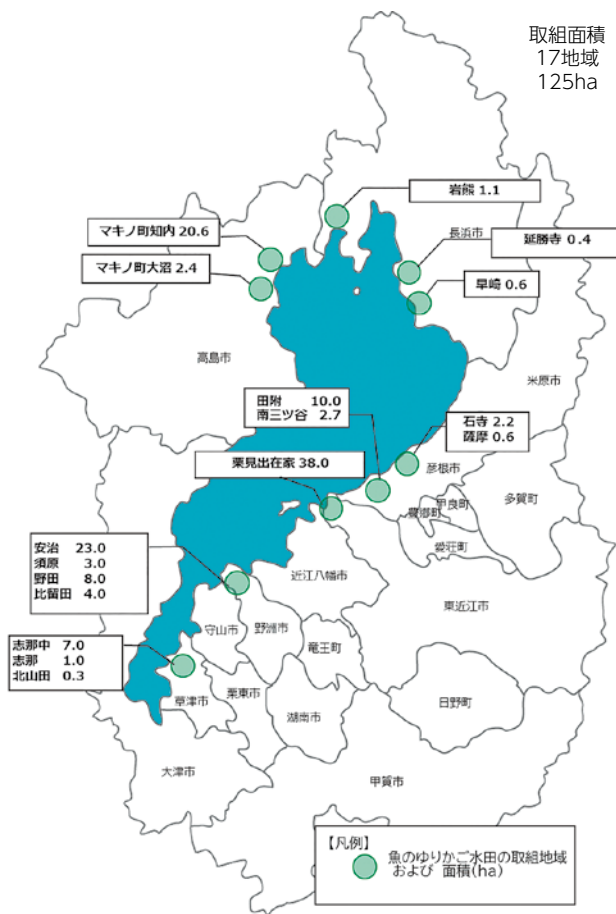 取組面積
17地域
125ha
岩熊 1.1
マキノ町知内 20.6
長浜市
延勝寺 0.4
マキノ町大沼 2.4
早崎 0.6
高島市
米原市
田附 10.0
南三ツ谷 2.7
石寺 2.2
薩摩 0.6
栗見出在家 38.0
彦根市
多賀町
甲良町
豊郷町
愛荘町
安治 23.0
須原 3.0
野田 8.0
比留田 4.0
近江八幡市
東近江市
守山市
野洲市
竜王町
志那中 7.0
志那 1.0
北山田 0.3
草津市
栗東市
湖南市
日野町
大津市
甲賀市
【凡例】
魚のゆりかご水田の取組地域
および 面積(ha)